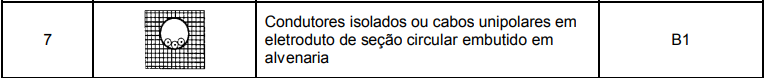 7
Condutores isolados ou cabos unipolares em
eletroduto de seção circular embutido em
alvenaria
B1